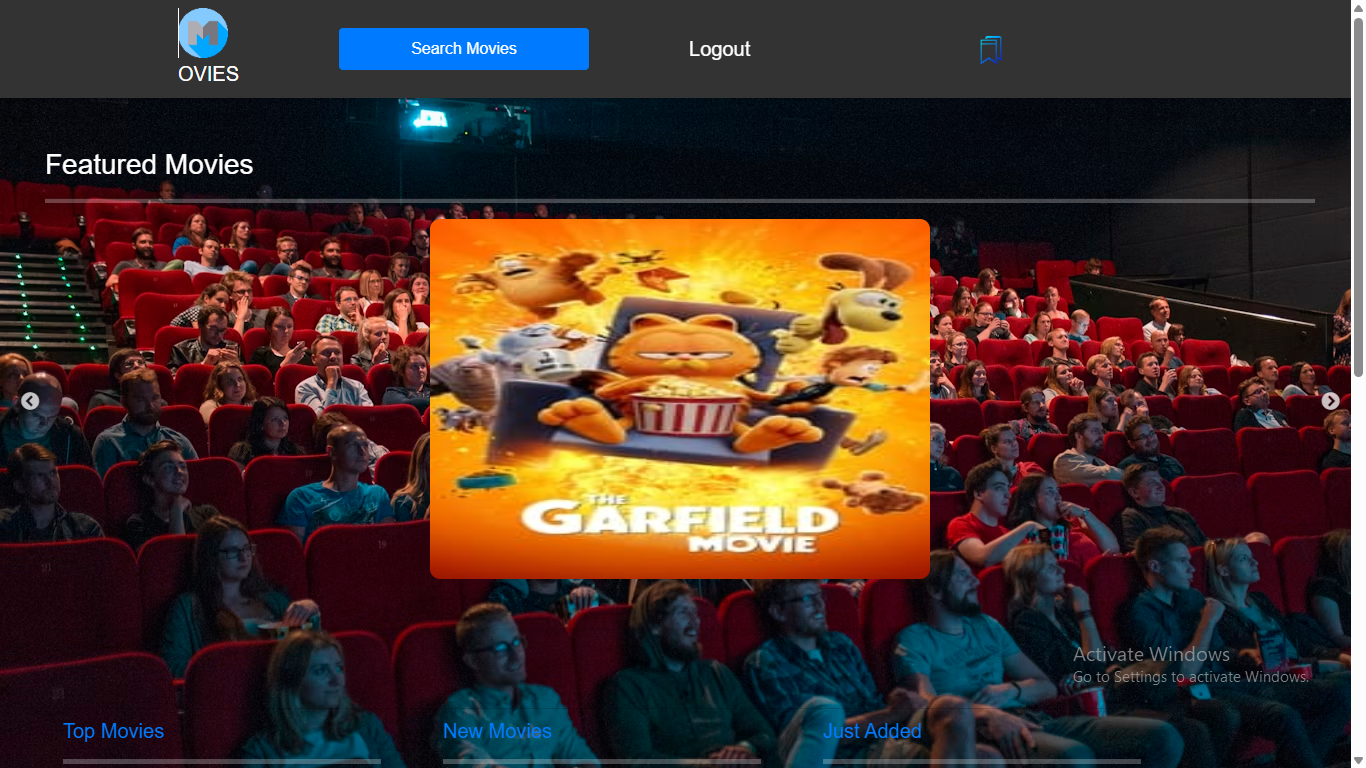 M
OVIES
Search Movies
Logout
Featured Movies
THE
GARFIELD
MOVIE
Activate Windows
Go to Settings to activate Windows.
Top Movies
New Movies
Just Added